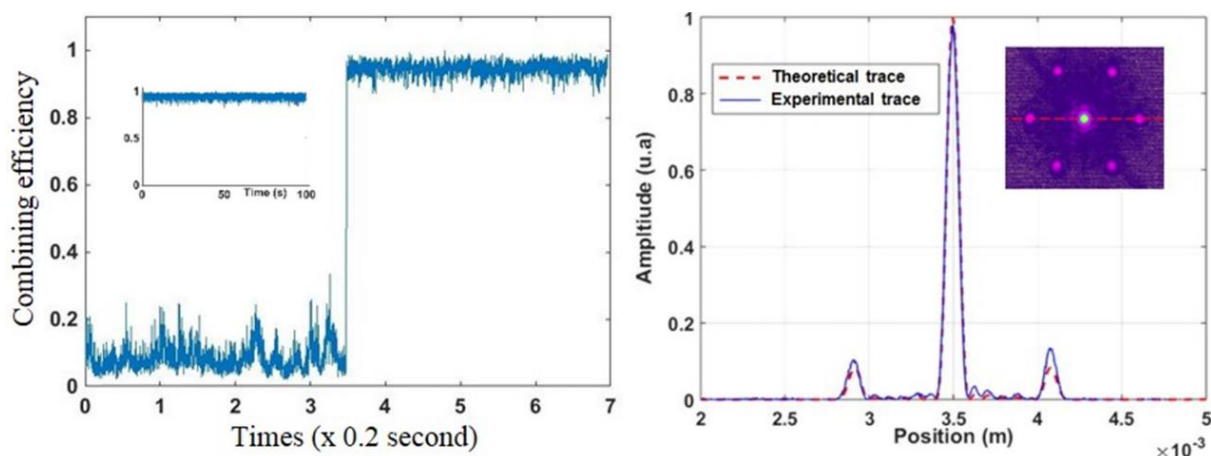 Combining efficiency
1
0.8
0.6
0.4
0.2
0
0 1 2 3 4 5 6 7
Times (x 0.2 second)
1
0.5
0
0 50 100
Time (s)
Ampltiude (u.a)
1
0.8
0.6
0.4
0.2
0
2 2.5 3 3.5 4 4.5 5
Position (m)
×10⁻³
Theoretical trace
Experimental trace